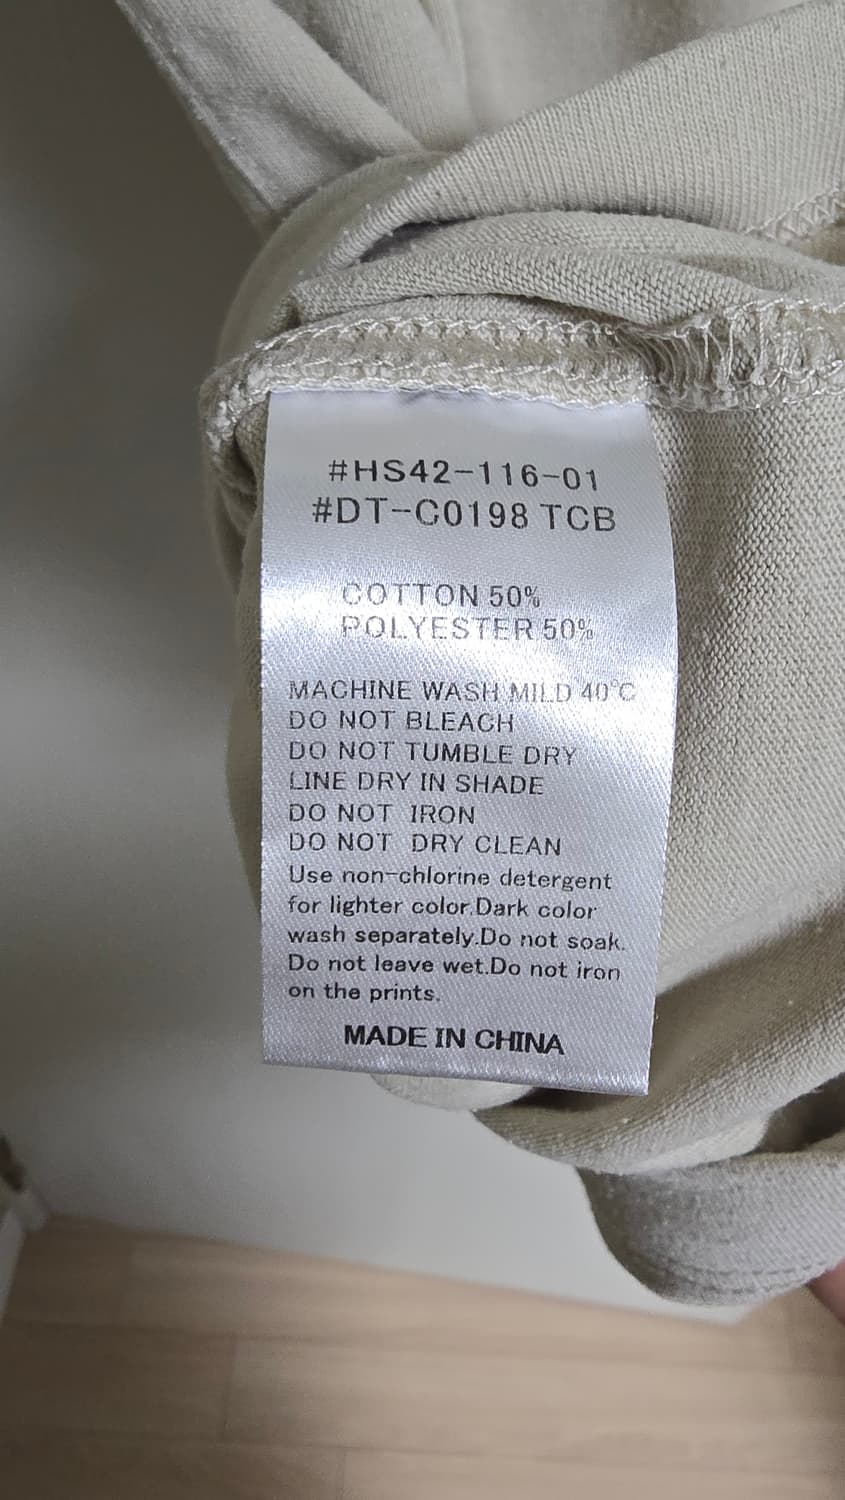 #HS42-116-01
#DT-C0198 TCB
COTTON 50%
POLYESTER 50%
MACHINE WASH MILD 40°C
DO NOT BLEACH
DO NOT TUMBLE DRY
LINE DRY IN SHADE
DO NOT IRON
DO NOT DRY CLEAN
Use non-chlorine detergent
for lighter color.Dark color
wash separately.Do not soak.
Do not leave wet.Do not iron
on the prints.
MADE IN CHINA